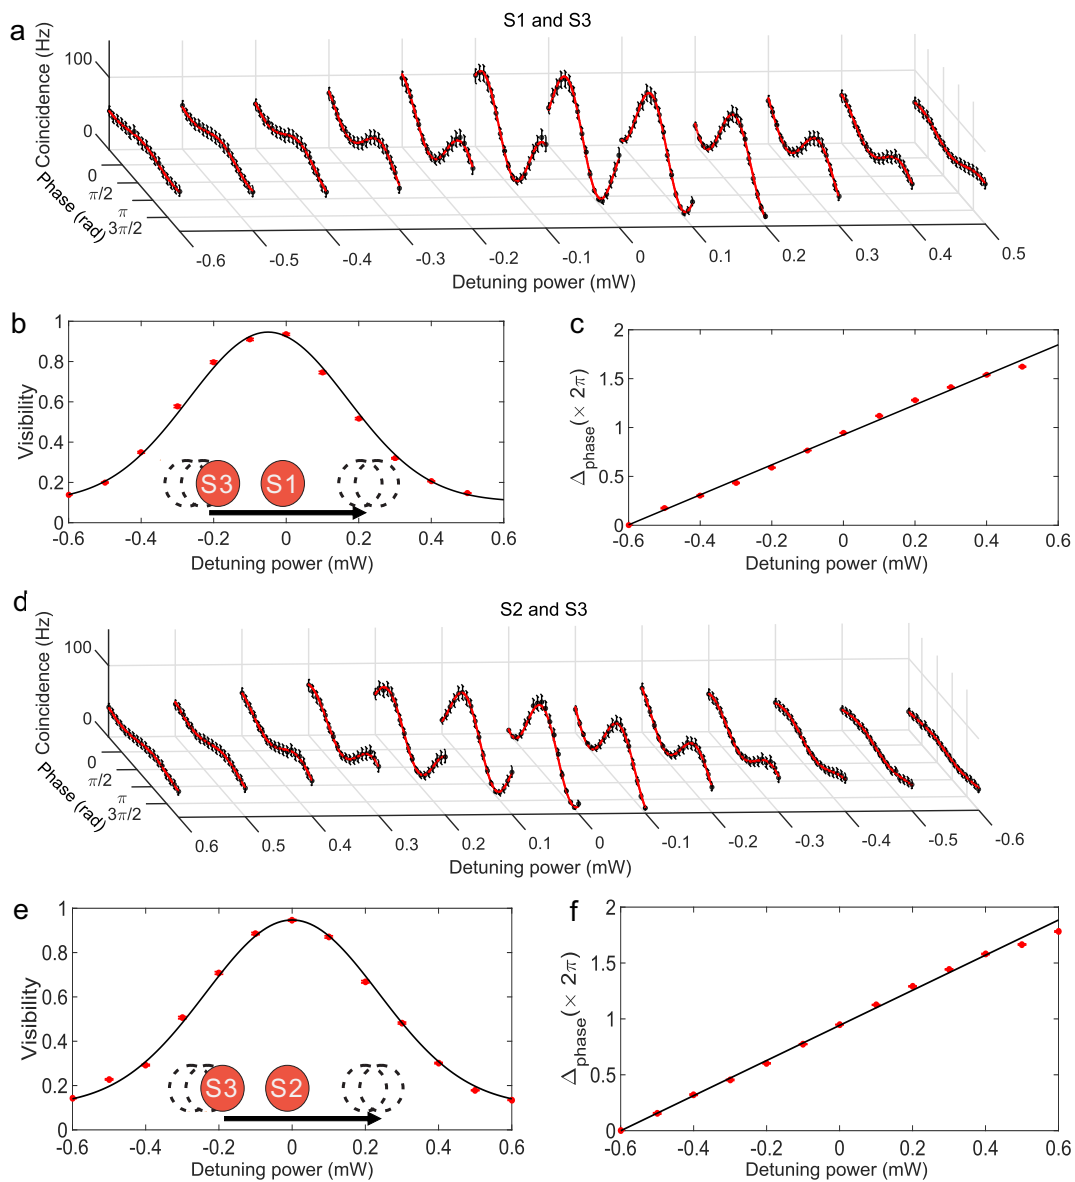 a
S1 and S3
Coincidence (Hz)
100
0
Phase (rad)
0
π/2
π
3π/2
-0.6 -0.5 -0.4 -0.3 -0.2 -0.1 0 0.1 0.2 0.3 0.4 0.5
Detuning power (mW)
b
Visibility
1
0.8
0.6
0.4
0.2
0
S3 S1
-0.6 -0.4 -0.2 0 0.2 0.4 0.6
Detuning power (mW)
c
Δphase(× 2π)
2
1.5
1
0.5
0
-0.6 -0.4 -0.2 0 0.2 0.4 0.6
Detuning power (mW)
d
S2 and S3
Coincidence (Hz)
100
0
Phase (rad)
0
π/2
π
3π/2
0.6 0.5 0.4 0.3 0.2 0.1 0 -0.1 -0.2 -0.3 -0.4 -0.5 -0.6
Detuning power (mW)
e
Visibility
1
0.8
0.6
0.4
0.2
0
S3 S2
-0.6 -0.4 -0.2 0 0.2 0.4 0.6
Detuning power (mW)
f
Δphase(× 2π)
2
1.5
1
0.5
0
-0.6 -0.4 -0.2 0 0.2 0.4 0.6
Detuning power (mW)